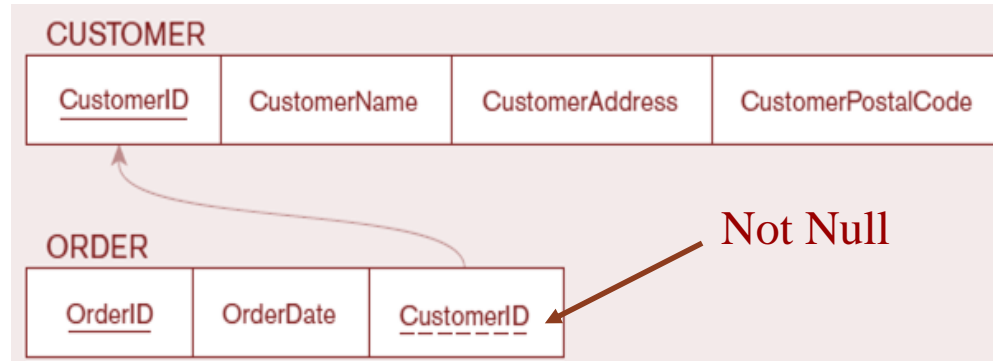 CUSTOMER
CustomerID CustomerName CustomerAddress CustomerPostalCode
Not Null
ORDER
OrderID OrderDate CustomerID